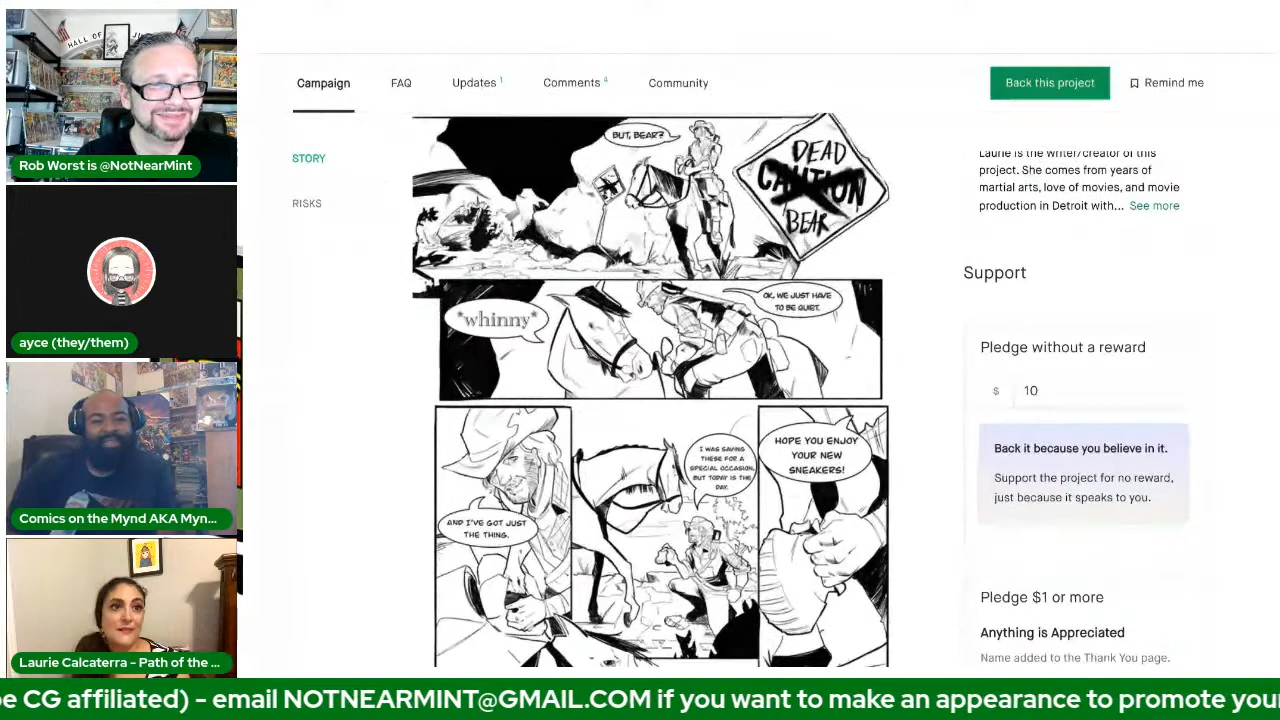 HALL OF JU
Rob Worst is @NotNearMint
ayce (they/them)
Comics on the Mynd AKA Myn...
Laurie Calcaterra - Path of the ...
Campaign
FAQ
Updates 1
Comments 4
Community
Back this project
Remind me
STORY
RISKS
BUT, BEAR?
DEAD
CAUTION
BEAR
*whinny*
OK, WE JUST HAVE
TO BE QUIET.
AND I'VE GOT JUST
THE THING.
I WAS SAVING
THESE FOR A
SPECIAL OCCASION,
BUT TODAY IS THE
DAY.
HOPE YOU ENJOY
YOUR NEW
SNEAKERS!
Laurie is the writer/creator of this
project. She comes from years of
martial arts, love of movies, and movie
production in Detroit with... See more
Support
Pledge without a reward
$ 10
Back it because you believe in it.
Support the project for no reward,
just because it speaks to you.
Pledge $1 or more
Anything is Appreciated
Name added to the Thank You page.
be CG affiliated) - email NOTNEARMINT@GMAIL.COM if you want to make an appearance to promote your